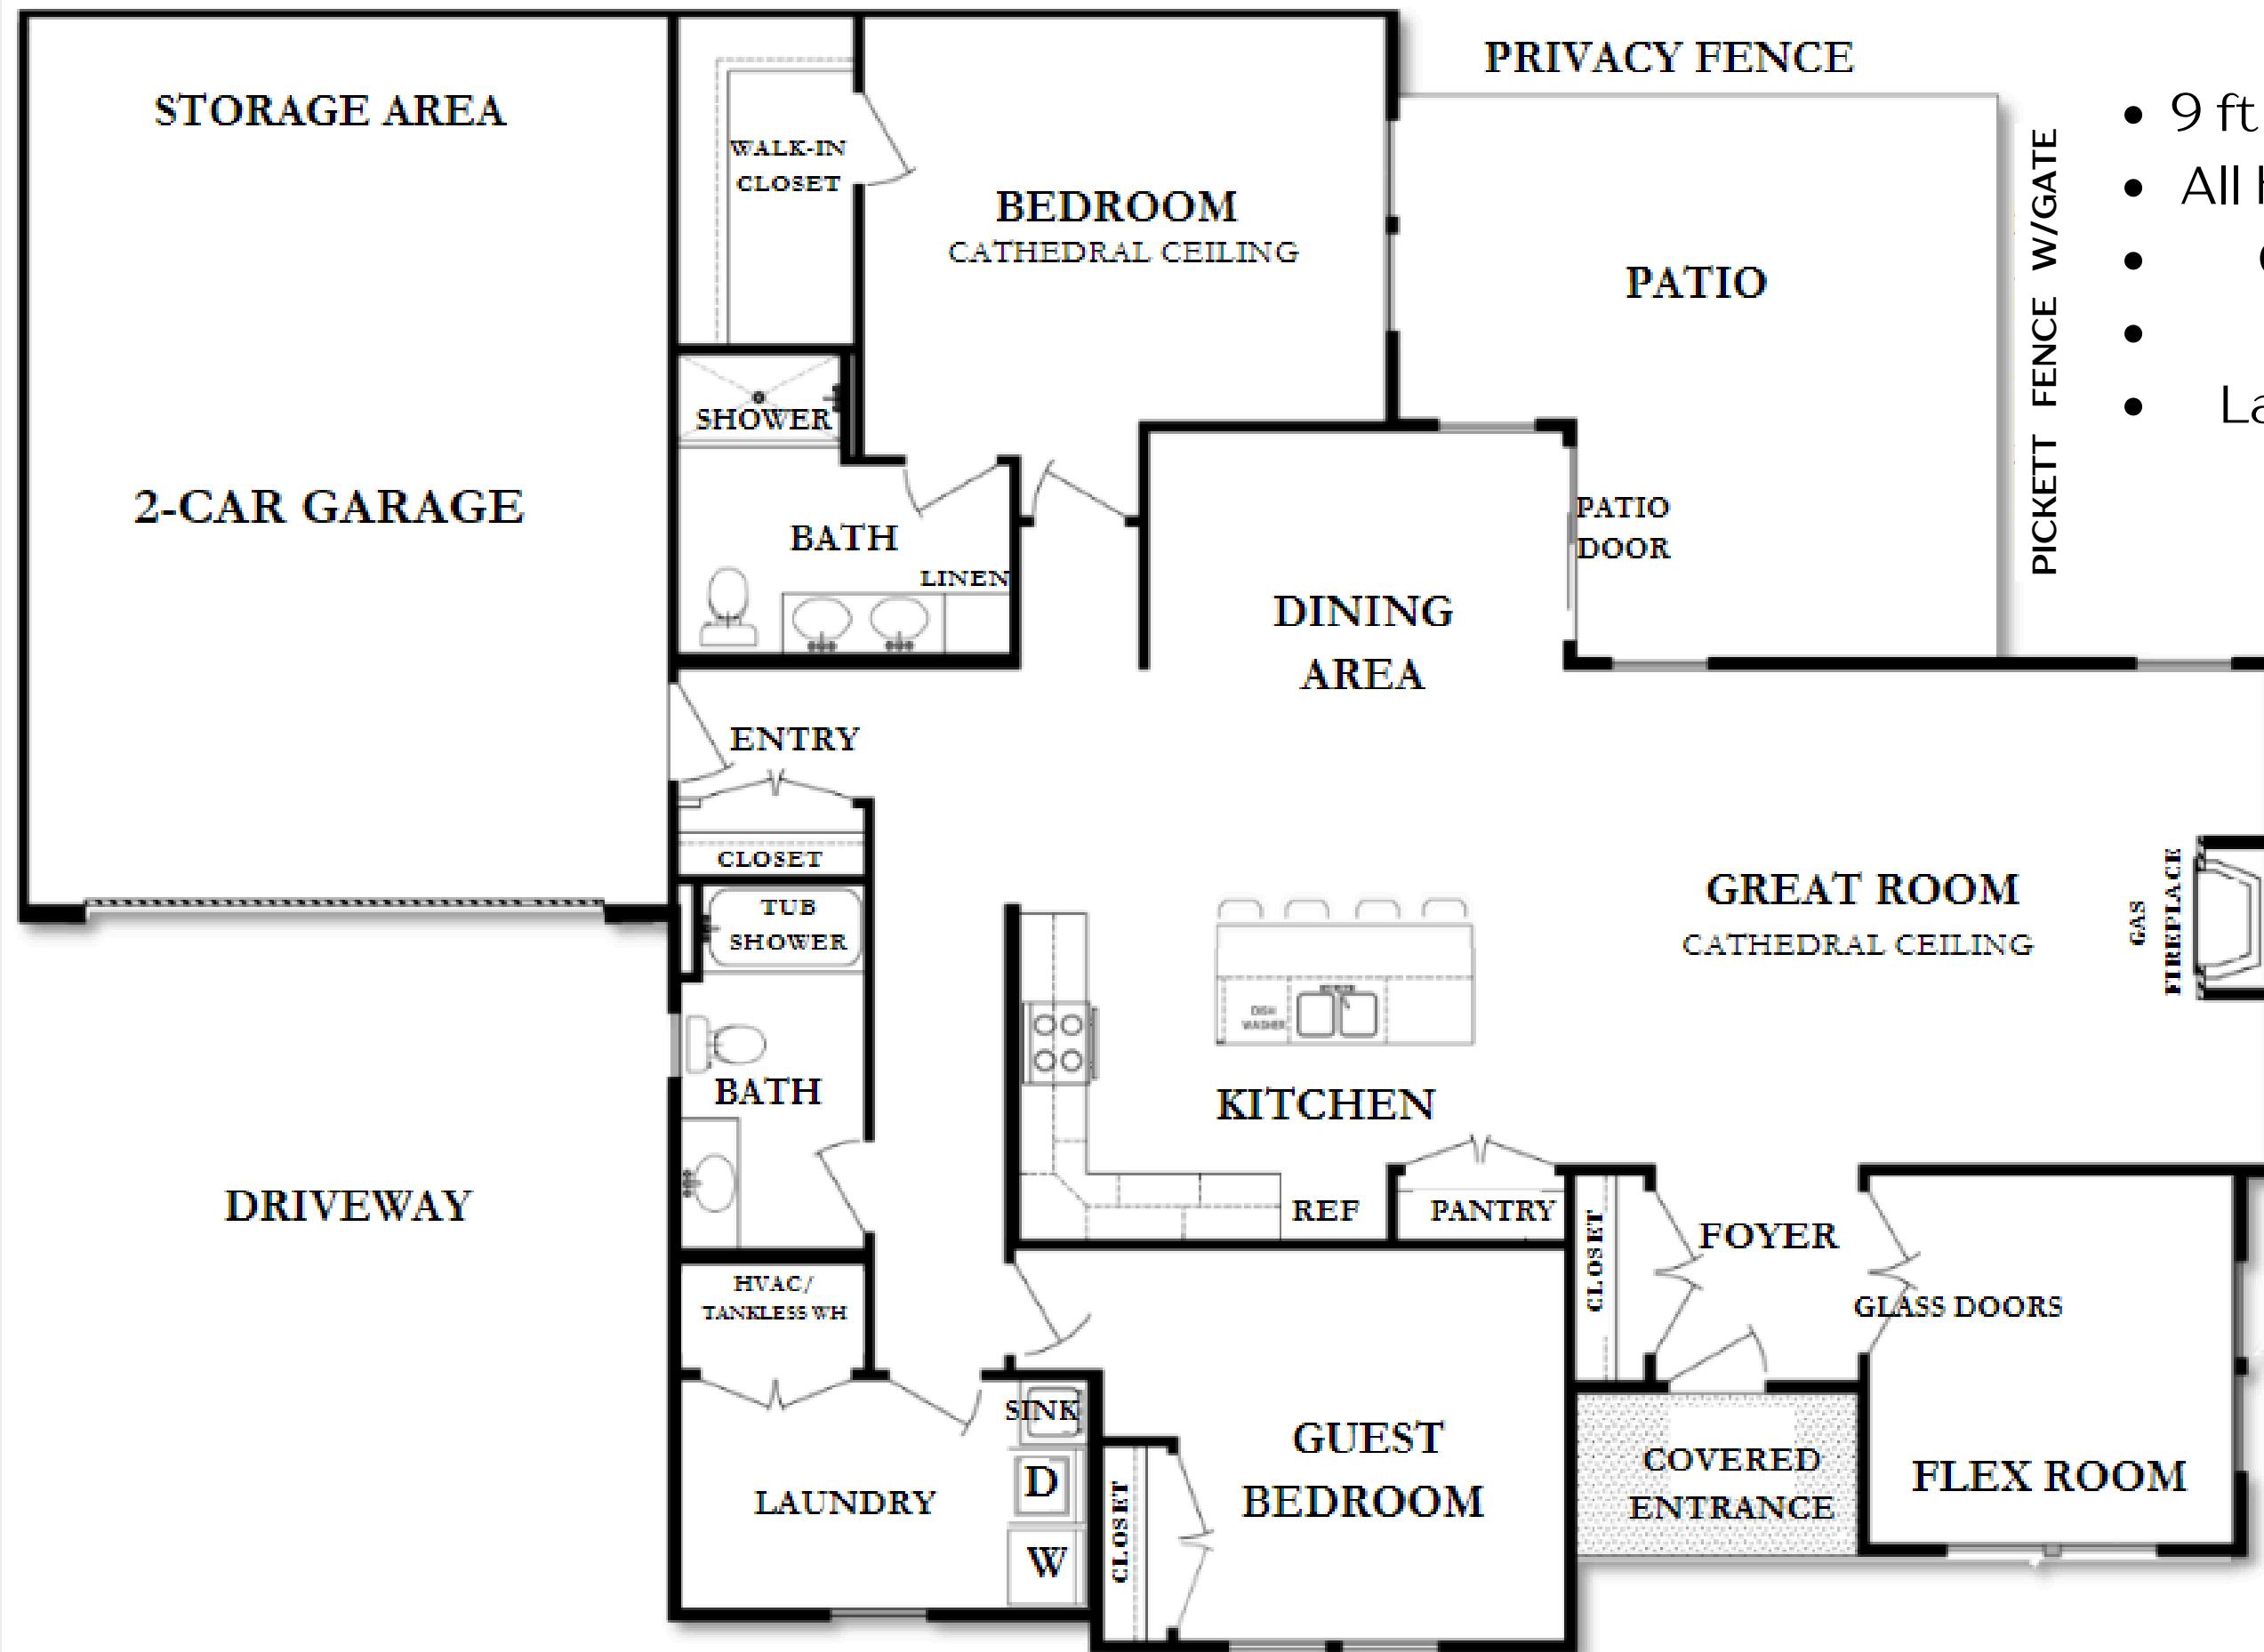 PRIVACY FENCE
STORAGE AREA
WALK-IN
CLOSET
BEDROOM
CATHEDRAL CEILING
PATIO
PICKETT FENCE W/GATE
• 9 ft
• All
•
•
• La
SHOWER
2-CAR GARAGE
BATH
LINEN
PATIO
DOOR
DINING
AREA
ENTRY
CLOSET
TUB
SHOWER
GREAT ROOM
CATHEDRAL CEILING
GAS
FIREPLACE
DISH
WASHER
BATH
KITCHEN
DRIVEWAY
REF
PANTRY
CLOSET
FOYER
HVAC/
TANKLESS WH
GLASS DOORS
SINK
GUEST
BEDROOM
D
LAUNDRY
W
CLOSET
COVERED
ENTRANCE
FLEX ROOM